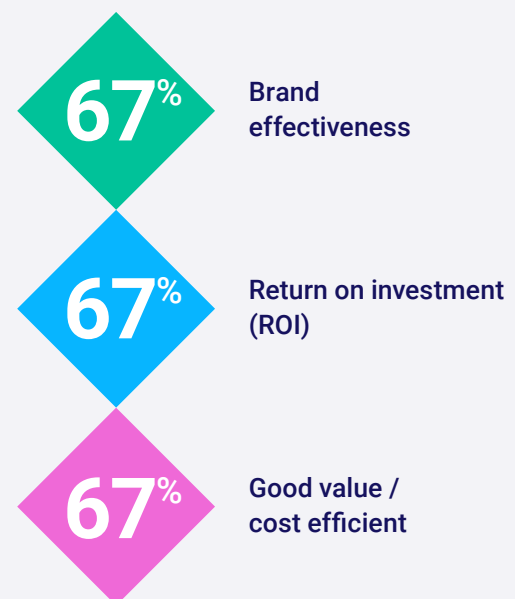 67%
Brand
effectiveness
67%
Return on investment
(ROI)
67%
Good value /
cost efficient